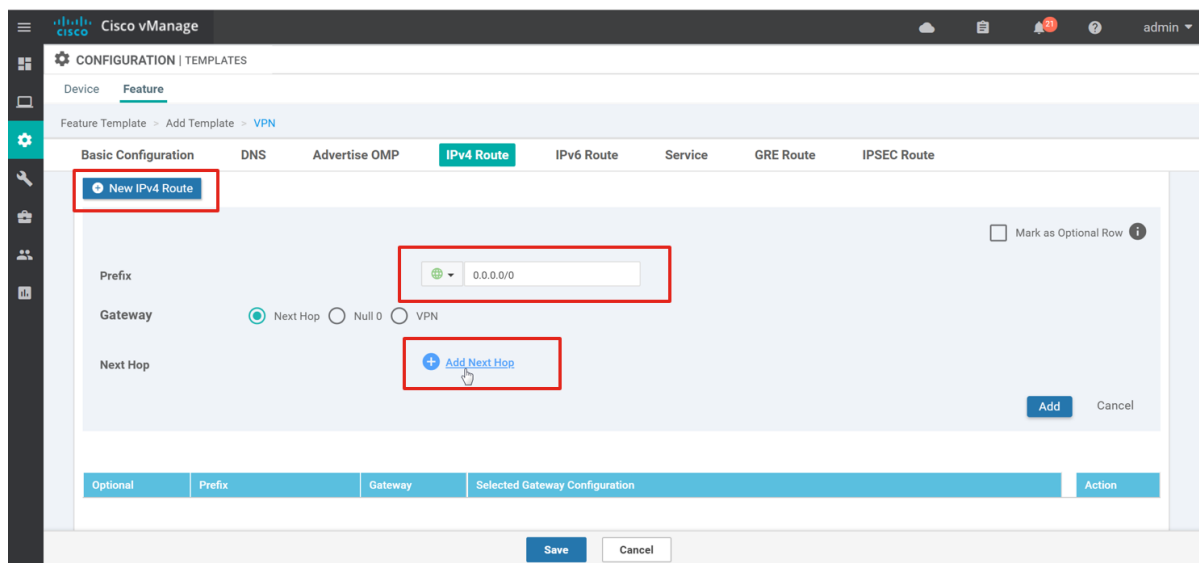 cisco Cisco vManage 21 admin
CONFIGURATION | TEMPLATES
Device Feature
Feature Template > Add Template > VPN
Basic Configuration DNS Advertise OMP IPv4 Route IPv6 Route Service GRE Route IPSEC Route
New IPv4 Route
Mark as Optional Row
Prefix 0.0.0.0/0
Gateway Next Hop Null 0 VPN
Next Hop Add Next Hop
Add Cancel
Optional Prefix Gateway Selected Gateway Configuration Action
Save Cancel